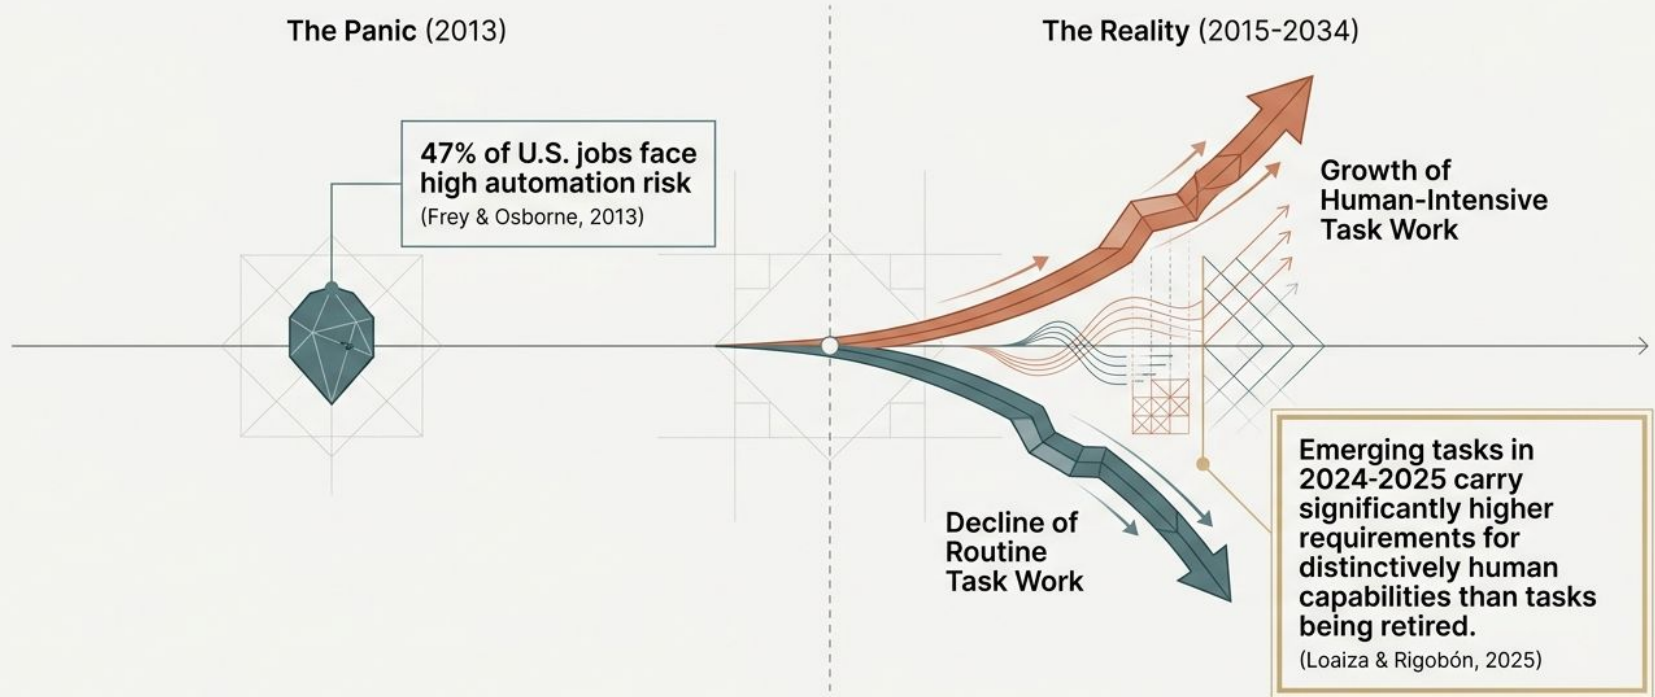 The Panic (2013)
47% of U.S. jobs face
high automation risk
(Frey & Osborne, 2013)
The Reality (2015-2034)
Growth of
Human-Intensive
Task Work
Decline of
Routine
Task Work
Emerging tasks in
2024-2025 carry
significantly higher
requirements for
distinctively human
capabilities than tasks
being retired.
(Loaiza & Rigobón, 2025)